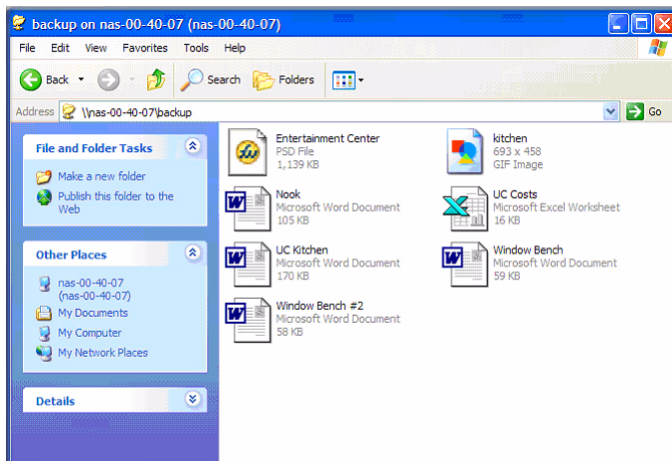 backup on nas-00-40-07 (nas-00-40-07)
File Edit View Favorites Tools Help
Back Search Folders
Address \\nas-00-40-07\backup Go
File and Folder Tasks
Make a new folder
Publish this folder to the
Web
Other Places
nas-00-40-07
(nas-00-40-07)
My Documents
My Computer
My Network Places
Details
Entertainment Center
PSD File
1,139 KB
kitchen
693 x 458
GIF Image
Nook
Microsoft Word Document
105 KB
UC Costs
Microsoft Excel Worksheet
16 KB
UC Kitchen
Microsoft Word Document
170 KB
Window Bench
Microsoft Word Document
59 KB
Window Bench #2
Microsoft Word Document
58 KB